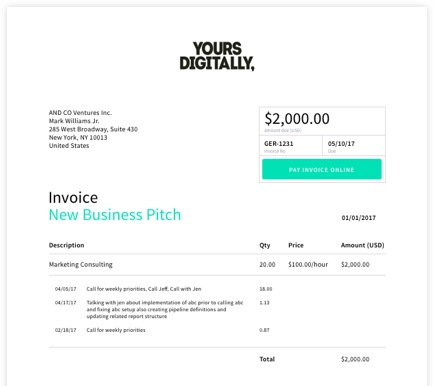 YOURS
DIGITALLY,
AND CO Ventures Inc.
Mark Williams Jr.
285 West Broadway, Suite 430
New York, NY 10013
United States
$2,000.00
Amount due (USD)
GER-1231
Invoice No
05/10/17
Due
PAY INVOICE ONLINE
Invoice
New Business Pitch
01/01/2017
Description Qty Price Amount (USD)
Marketing Consulting 20.00 $100.00/hour $2,000.00
04/05/17 Call for weekly priorities, Call Jeff, Call with Jen 18.00
04/17/17 Talking with jen about implementation of abc prior to calling abc 1.13
and fixing abc setup also creating pipeline definitions and
updating related report structure
02/18/17 Call for weekly priorities 0.87
Total $2,000.00